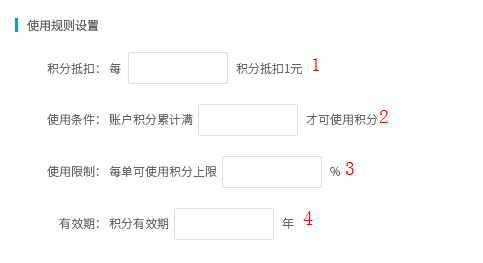 使用规则设置
积分抵扣： 每 积分抵扣1元 1
使用条件： 账户积分累计满 才可使用积分 2
使用限制： 每单可使用积分上限 % 3
有效期： 积分有效期 年 4